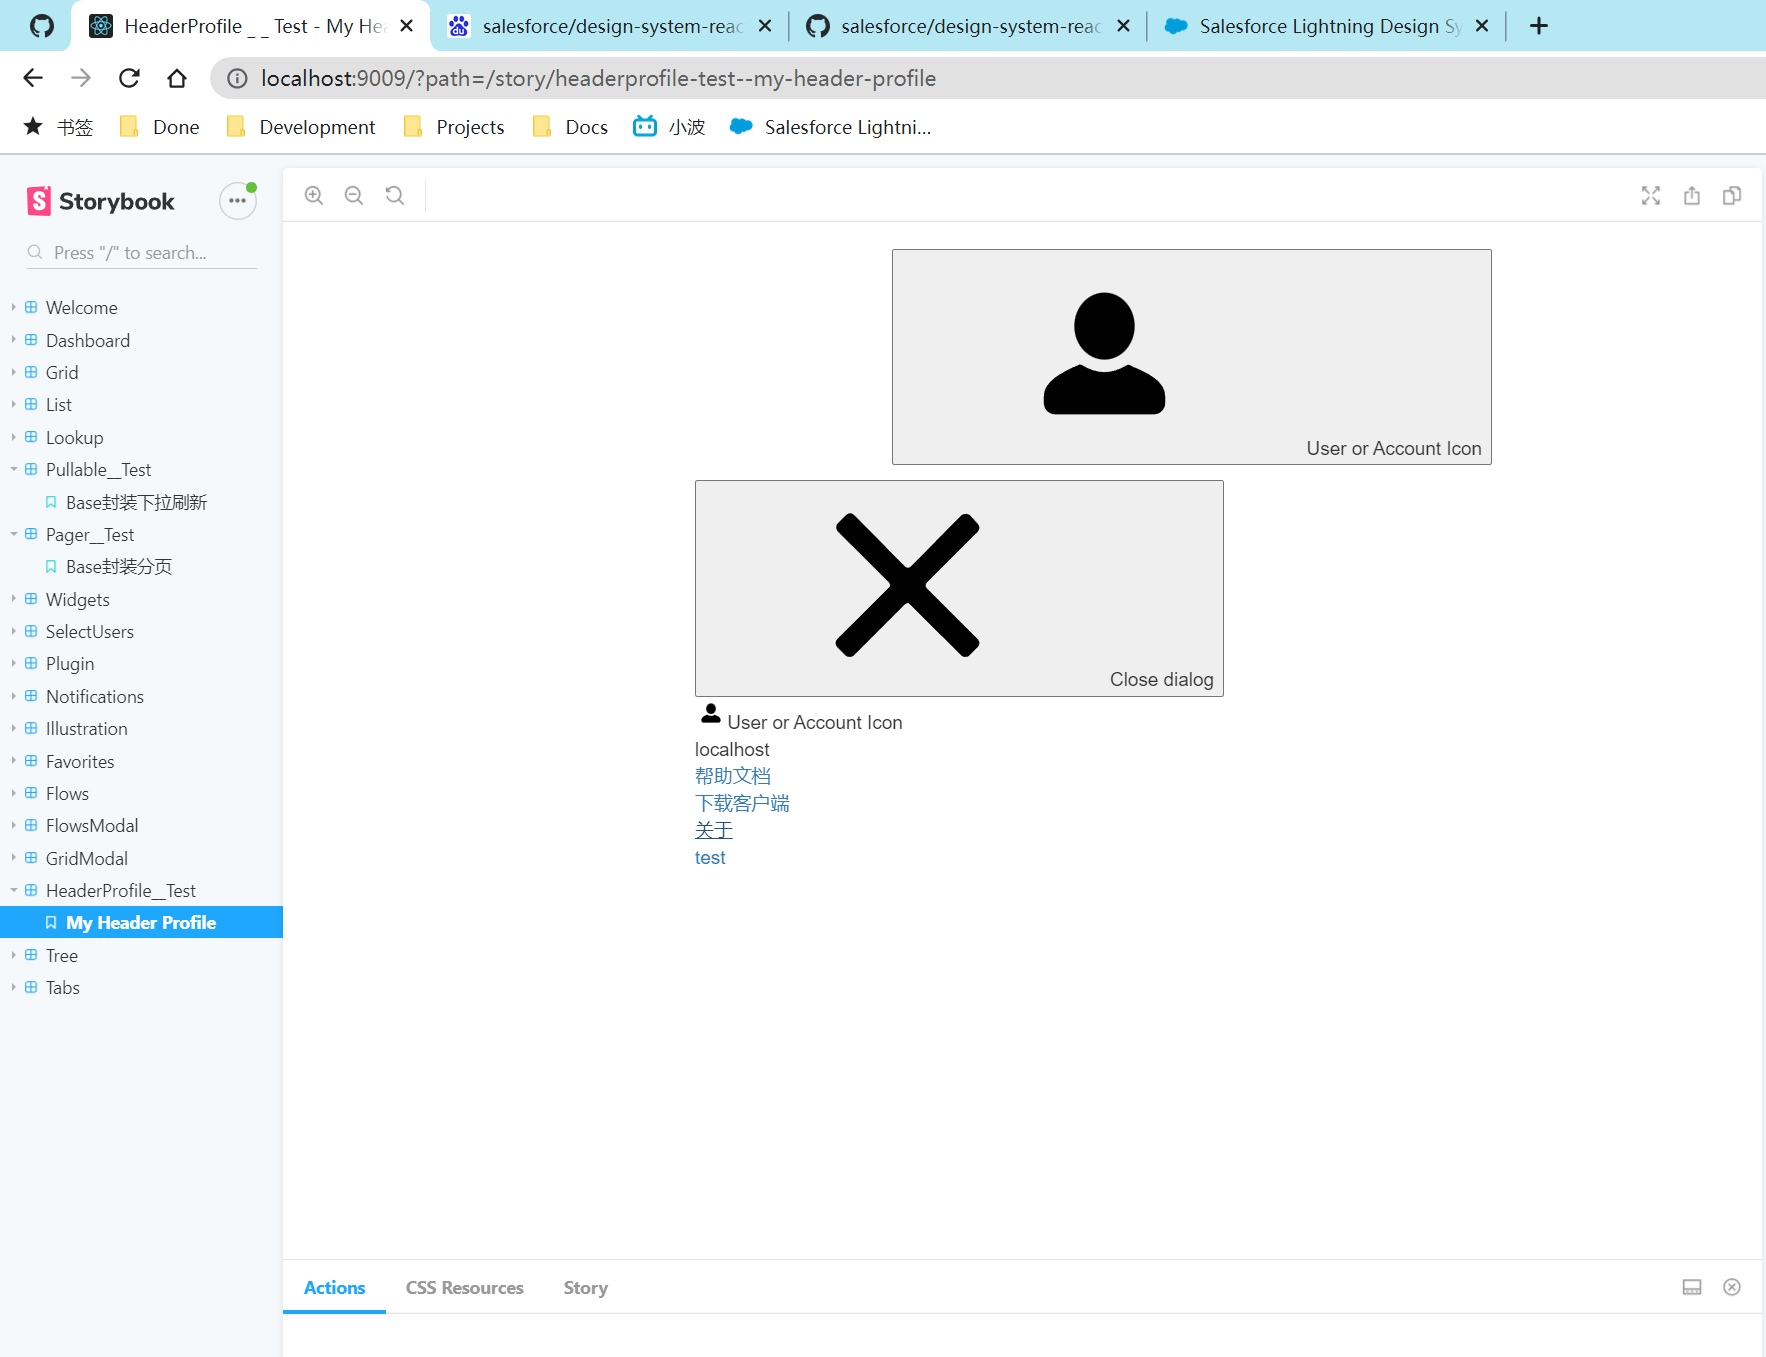 HeaderProfile _ _ Test - My Hea
salesforce/design-system-reac
salesforce/design-system-reac
Salesforce Lightning Design Sy
localhost:9009/?path=/story/headerprofile-test--my-header-profile
书签
Done
Development
Projects
Docs
小波
Salesforce Lightni...
Storybook
Press "/" to search...
Welcome
Dashboard
Grid
List
Lookup
Pullable__Test
Base封装下拉刷新
Pager__Test
Base封装分页
Widgets
SelectUsers
Plugin
Notifications
Illustration
Favorites
Flows
FlowsModal
GridModal
HeaderProfile__Test
My Header Profile
Tree
Tabs
User or Account Icon
Close dialog
User or Account Icon
localhost
帮助文档
下载客户端
关于
test
Actions
CSS Resources
Story